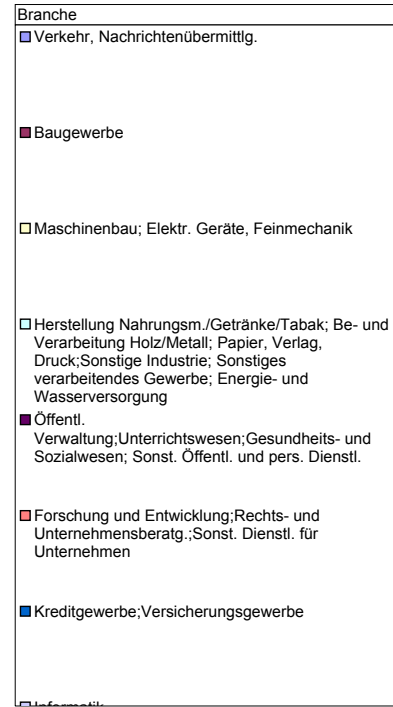 Branche
Verkehr, Nachrichtenübermittlg.
Baugewerbe
Maschinenbau; Elektr. Geräte, Feinmechanik
Herstellung Nahrungsm./Getränke/Tabak; Be- und
Verarbeitung Holz/Metall; Papier, Verlag,
Druck;Sonstige Industrie; Sonstiges
verarbeitendes Gewerbe; Energie- und
Wasserversorgung
Öffentl.
Verwaltung;Unterrichtswesen;Gesundheits- und
Sozialwesen; Sonst. Öffentl. und pers. Dienstl.
Forschung und Entwicklung;Rechts- und
Unternehmensberatg.;Sonst. Dienstl. für
Unternehmen
Kreditgewerbe;Versicherungsgewerbe
Informatik